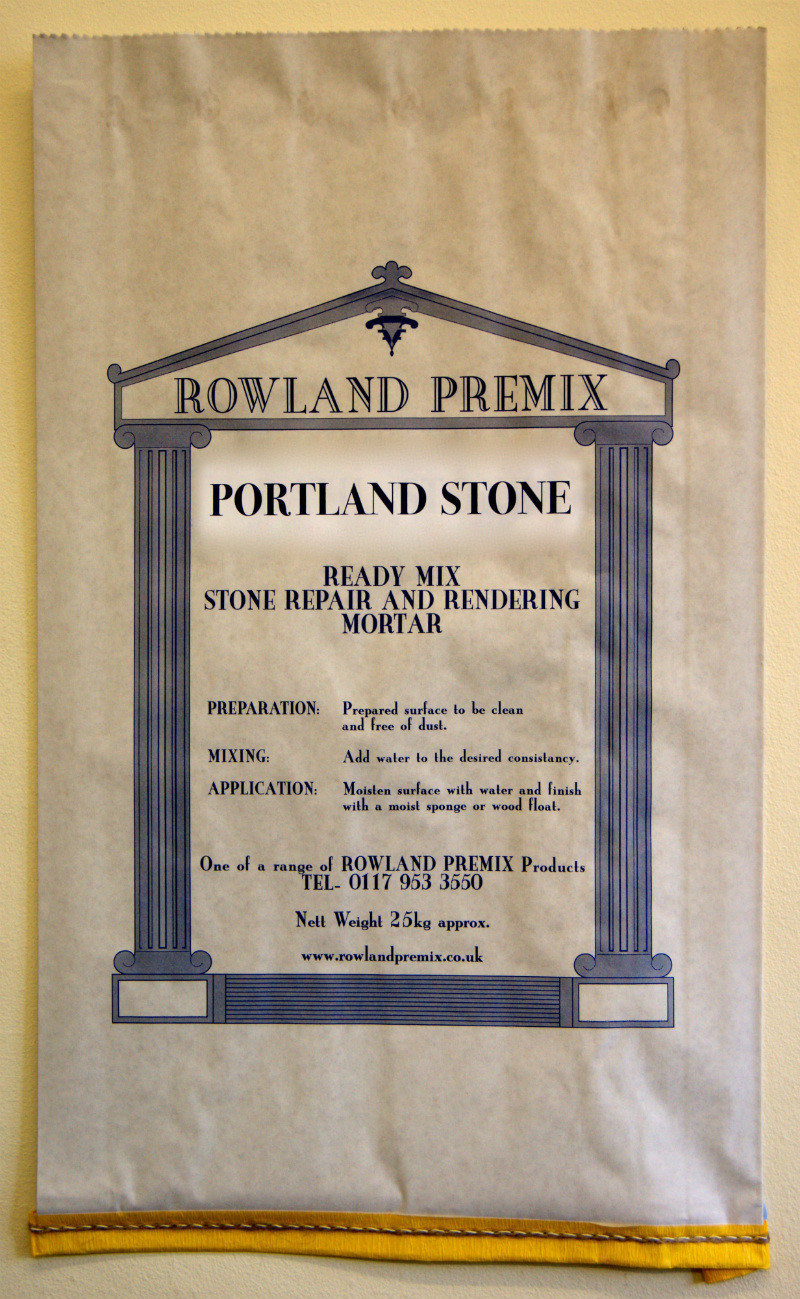 ROWLAND PREMIX
PORTLAND STONE
READY MIX
STONE REPAIR AND RENDERING
MORTAR
PREPARATION: Prepared surface to be clean
and free of dust.
MIXING: Add water to the desired consistancy.
APPLICATION: Moisten surface with water and finish
with a moist sponge or wood float.
One of a range of ROWLAND PREMIX Products
TEL- 0117 953 3550
Nett Weight 25kg approx.
www.rowlandpremix.co.uk